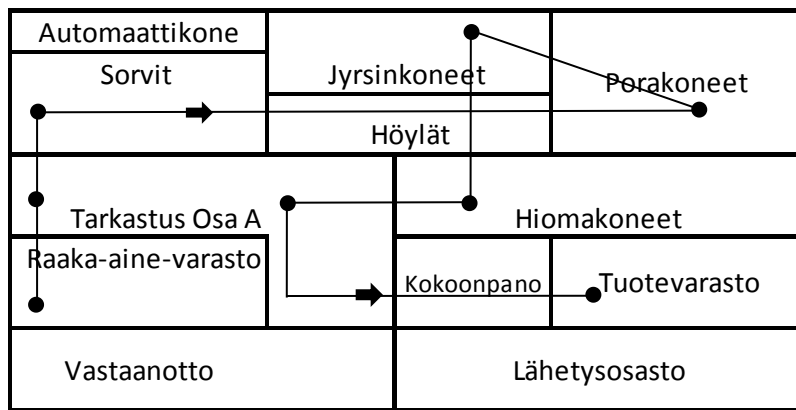 Automaattikone
Sorvit
Jyrsinkoneet
Porakoneet
Höylät
Tarkastus Osa A
Hiomakoneet
Raaka-aine-varasto
Kokoonpano
Tuotevarasto
Vastaanotto
Lähetysosasto